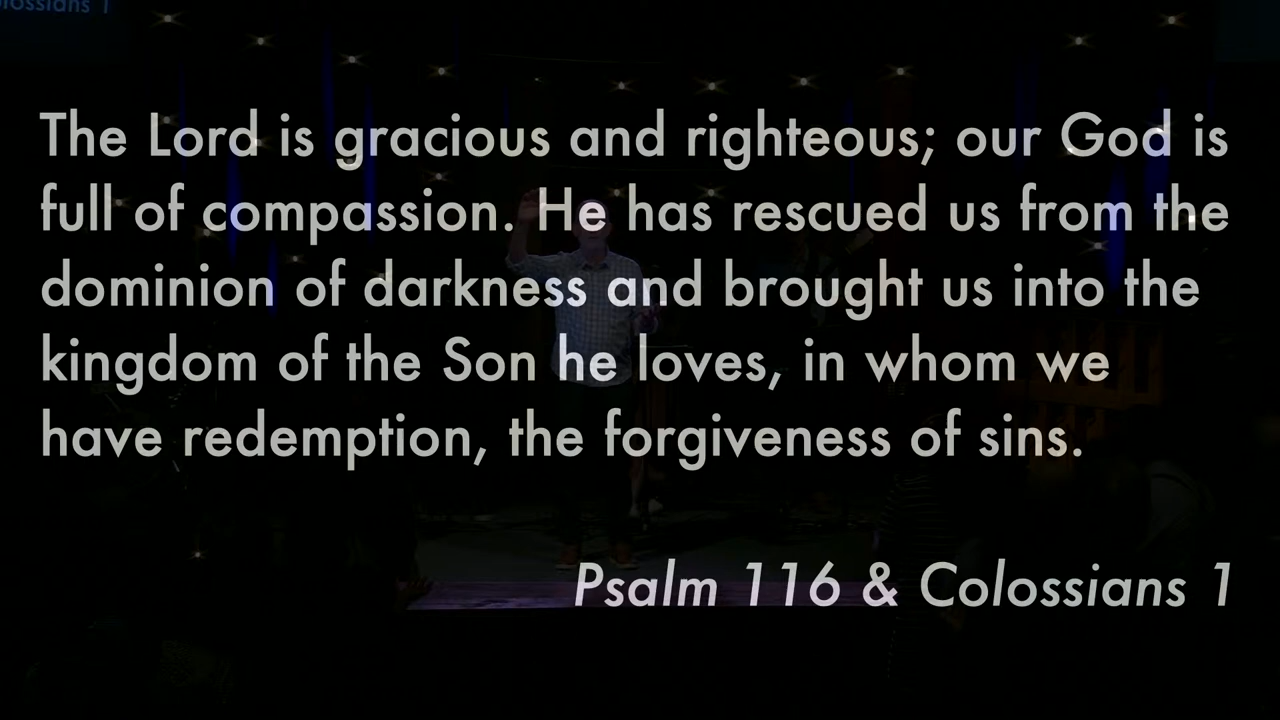 olossians 1
The Lord is gracious and righteous; our God is
full of compassion. He has rescued us from the
dominion of darkness and brought us into the
kingdom of the Son he loves, in whom we
have redemption, the forgiveness of sins.
Psalm 116 & Colossians 1